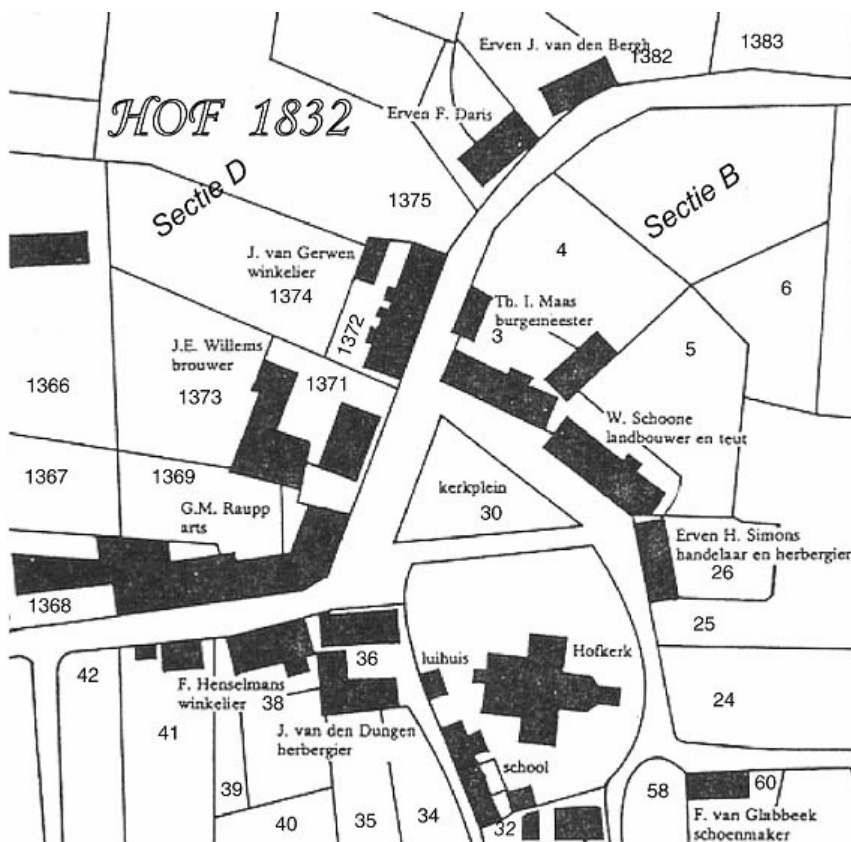 Erven J. van den Bergh
1382
1383
HOF 1832
Erven F. Daris
Sectie D
Sectie B
1375
4
J. van Gerwen
winkelier
1374
6
Th. I. Maas
burgemeester
3
1372
5
J.E. Willems
brouwer
1371
1366
1373
W. Schoone
landbouwer en teut
1367
1369
kerkplein
30
G.M. Raupp
arts
Erven H. Simons
handelaar en herbergier
26
1368
25
42
36
luihuis
Hofkerk
F. Henselmans
winkelier
38
24
41
J. van den Dungen
herbergier
school
39
58
60
40
35
34
32
F. van Glabbeek
schoenmaker